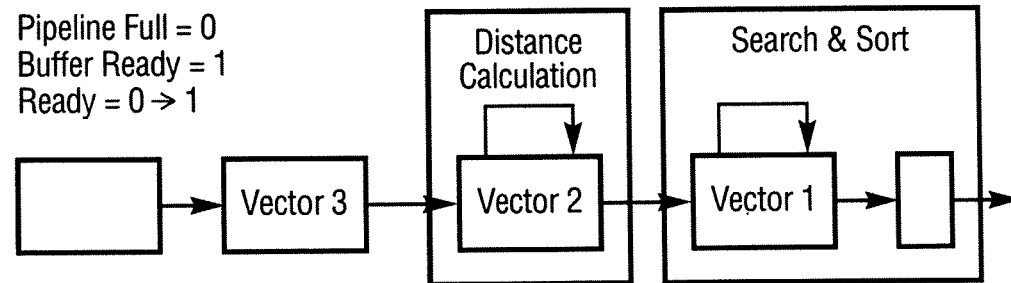 Pipeline Full = 0
Buffer Ready = 1
Ready = 0 → 1
Distance
Calculation
Search & Sort
Vector 3
Vector 2
Vector 1